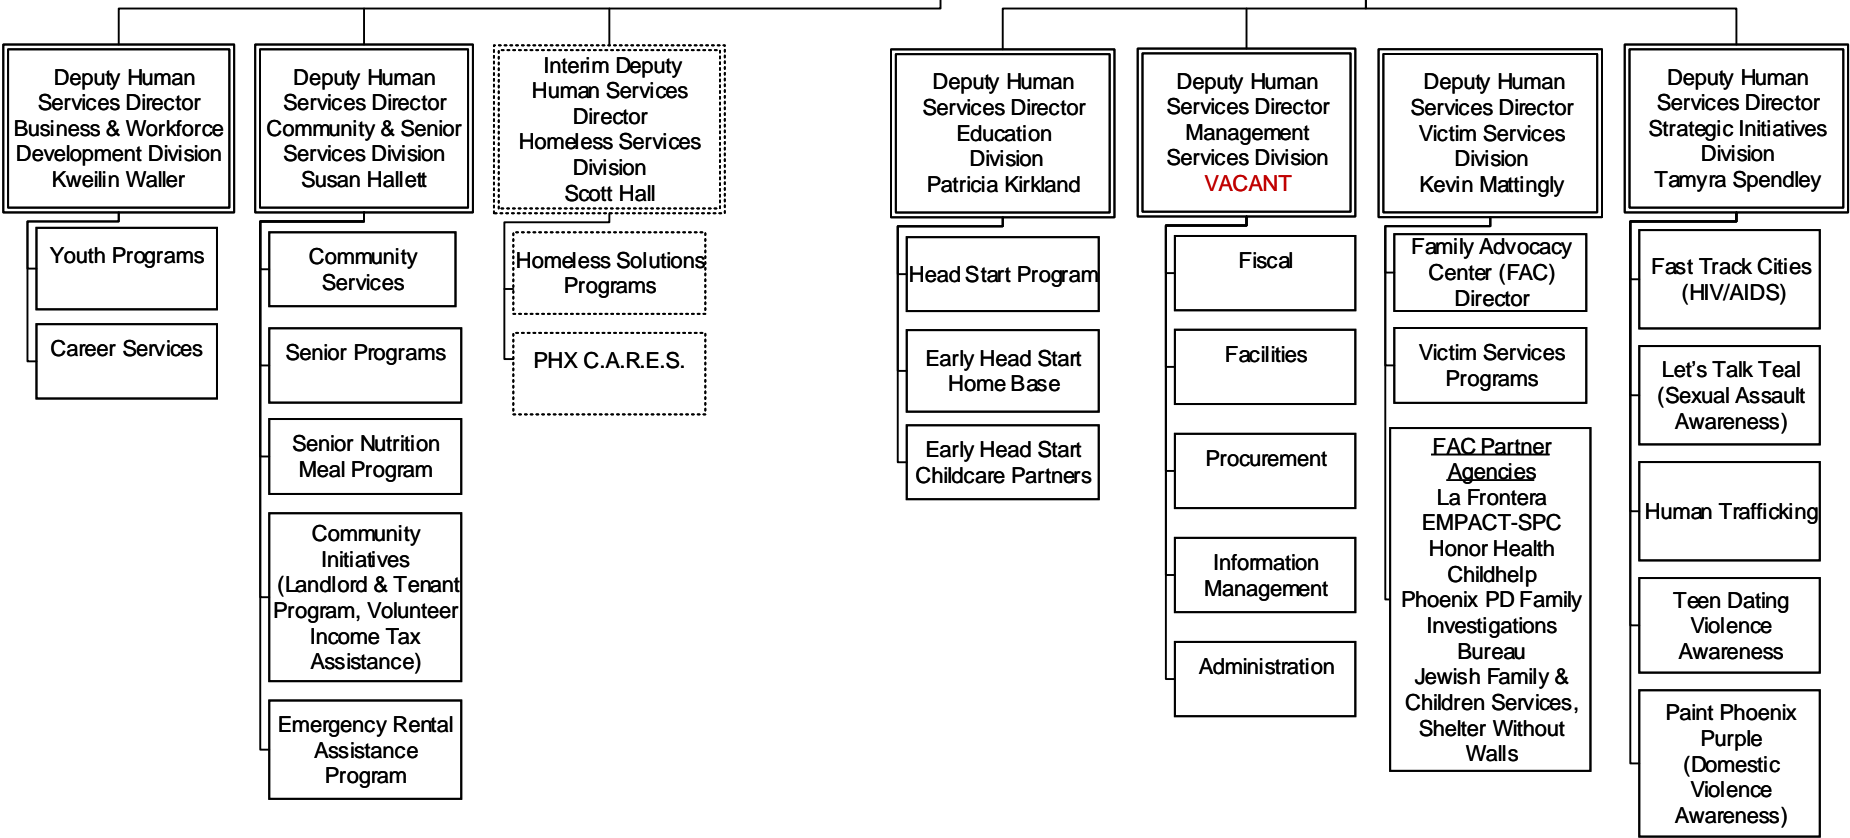 Deputy Human
Services Director
Business & Workforce
Development Division
Kweilin Waller
Youth Programs
Career Services
Deputy Human
Services Director
Community & Senior
Services Division
Susan Hallett
Community
Services
Senior Programs
Senior Nutrition
Meal Program
Community
Initiatives
(Landlord & Tenant
Program, Volunteer
Income Tax
Assistance)
Emergency Rental
Assistance
Program
Interim Deputy
Human Services
Director
Homeless Services
Division
Scott Hall
Homeless Solutions
Programs
PHX C.A.R.E.S.
Deputy Human
Services Director
Education
Division
Patricia Kirkland
Head Start Program
Early Head Start
Home Base
Early Head Start
Childcare Partners
Deputy Human
Services Director
Management
Services Division
VACANT
Fiscal
Facilities
Procurement
Information
Management
Administration
Deputy Human
Services Director
Victim Services
Division
Kevin Mattingly
Family Advocacy
Center (FAC)
Director
Victim Services
Programs
FAC Partner
Agencies
La Frontera
EMPACT-SPC
Honor Health
Childhelp
Phoenix PD Family
Investigations
Bureau
Jewish Family &
Children Services,
Shelter Without
Walls
Deputy Human
Services Director
Strategic Initiatives
Division
Tamyra Spendley
Fast Track Cities
(HIV/AIDS)
Let's Talk Teal
(Sexual Assault
Awareness)
Human Trafficking
Teen Dating
Violence
Awareness
Paint Phoenix
Purple
(Domestic
Violence
Awareness)